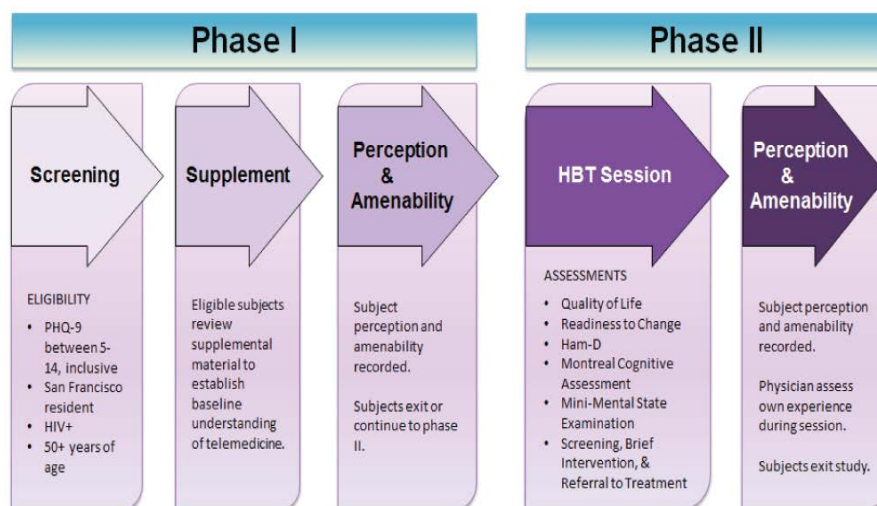 Phase I
Phase II
Screening
Supplement
Perception
&
Amenability
HBT Session
Perception
&
Amenability
ELIGIBILITY
• PHQ-9
between 5-
14, inclusive
• San Francisco
resident
• HIV+
• 50+ years of
age
Eligible subjects
review
supplemental
material to
establish
baseline
understanding
of telemedicine.
Subject
perception and
amenability
recorded.
Subjects exit or
continue to phase
II.
ASSESSMENTS
• Quality of Life
• Readiness to Change
• Ham-D
• Montreal Cognitive
Assessment
• Mini-Mental State
Examination
• Screening, Brief
Intervention, &
Referral to Treatment
Subject perception
and amenability
recorded.
Physician assess
own experience
during session.
Subjects exit study.